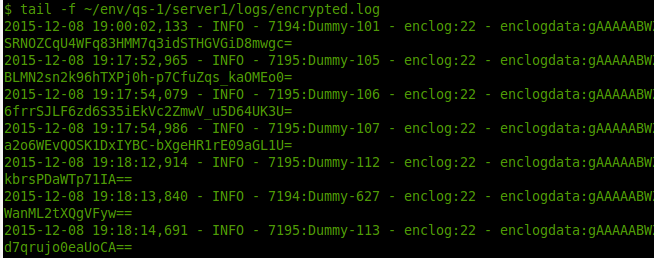 $ tail -f ~/env/qs-1/server1/logs/encrypted.log
2015-12-08 19:00:02,133 - INFO - 7194:Dummy-101 - enclog:22 - enclogdata:gAAAAABW
SRNOZCqU4WFq83HMM7q3idSTHGVGiD8mwgc=
2015-12-08 19:17:52,965 - INFO - 7195:Dummy-105 - enclog:22 - enclogdata:gAAAAABW
BLMN2sn2k96hTXPj0h-p7CfuZqs_kaOMEo0=
2015-12-08 19:17:54,079 - INFO - 7195:Dummy-106 - enclog:22 - enclogdata:gAAAAABW
6frrSJLF6zd6S35iEkVc2ZmwV_u5D64UK3U=
2015-12-08 19:17:54,986 - INFO - 7195:Dummy-107 - enclog:22 - enclogdata:gAAAAABW
a2o6WEvQOSK1DxIYBC-bXgeHR1rE09aGL1U=
2015-12-08 19:18:12,914 - INFO - 7195:Dummy-112 - enclog:22 - enclogdata:gAAAAABW
kbrsPDaWTp71IA==
2015-12-08 19:18:13,840 - INFO - 7194:Dummy-627 - enclog:22 - enclogdata:gAAAAABW
WanML2tXQgVFyw==
2015-12-08 19:18:14,691 - INFO - 7195:Dummy-113 - enclog:22 - enclogdata:gAAAAABW
d7qrujo0eaUoCA==